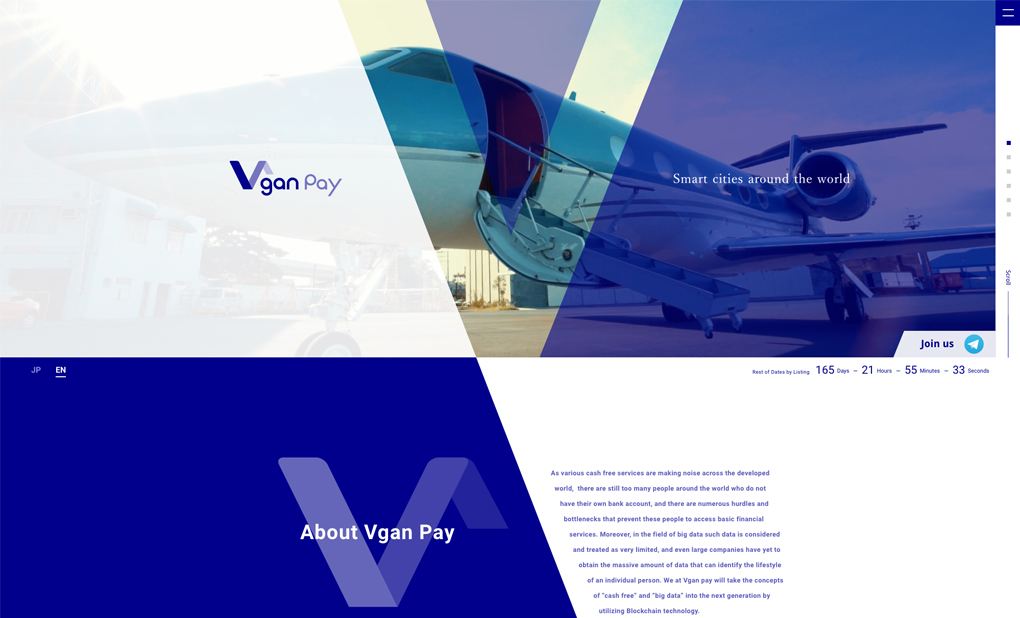 Vgan Pay
Smart cities around the world
Scroll
Join us
JP EN
Rest of Dates by Listing 165 Days – 21 Hours – 55 Minutes – 33 Seconds
About Vgan Pay
As various cash free services are making noise across the developed
world, there are still too many people around the world who do not
have their own bank account, and there are numerous hurdles and
bottlenecks that prevent these people to access basic financial
services. Moreover, in the field of big data such data is considered
and treated as very limited, and even large companies have yet to
obtain the massive amount of data that can identify the lifestyle
of an individual person. We at Vgan pay will take the concepts
of "cash free" and "big data" into the next generation by
utilizing Blockchain technology.